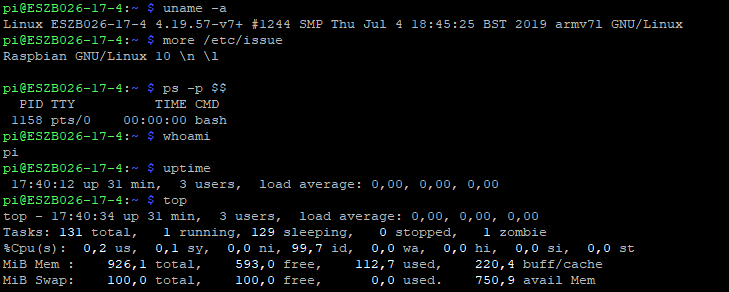 pi@ESZB026-17-4:~ $ uname -a
Linux ESZB026-17-4 4.19.57-v7+ #1244 SMP Thu Jul 4 18:45:25 BST 2019 armv7l GNU/Linux
pi@ESZB026-17-4:~ $ more /etc/issue
Raspbian GNU/Linux 10 \n \l

pi@ESZB026-17-4:~ $ ps -p $$
  PID TTY          TIME CMD
 1158 pts/0    00:00:00 bash
pi@ESZB026-17-4:~ $ whoami
pi
pi@ESZB026-17-4:~ $ uptime
 17:40:12 up 31 min,  3 users,  load average: 0,00, 0,00, 0,00
pi@ESZB026-17-4:~ $ top
top - 17:40:34 up 31 min,  3 users,  load average: 0,00, 0,00, 0,00
Tasks: 131 total,   1 running, 129 sleeping,   0 stopped,   1 zombie
%Cpu(s):  0,2 us,  0,1 sy,  0,0 ni, 99,7 id,  0,0 wa,  0,0 hi,  0,0 si,  0,0 st
MiB Mem :    926,1 total,    593,0 free,    112,7 used,    220,4 buff/cache
MiB Swap:    100,0 total,    100,0 free,      0,0 used.    750,9 avail Mem